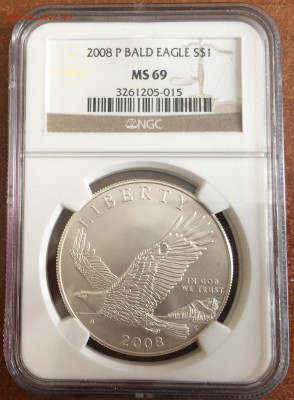 2008 P BALD EAGLE S$1
MS 69
3261205-015
NGC
LIBERTY
IN GOD
WE TRUST
2008